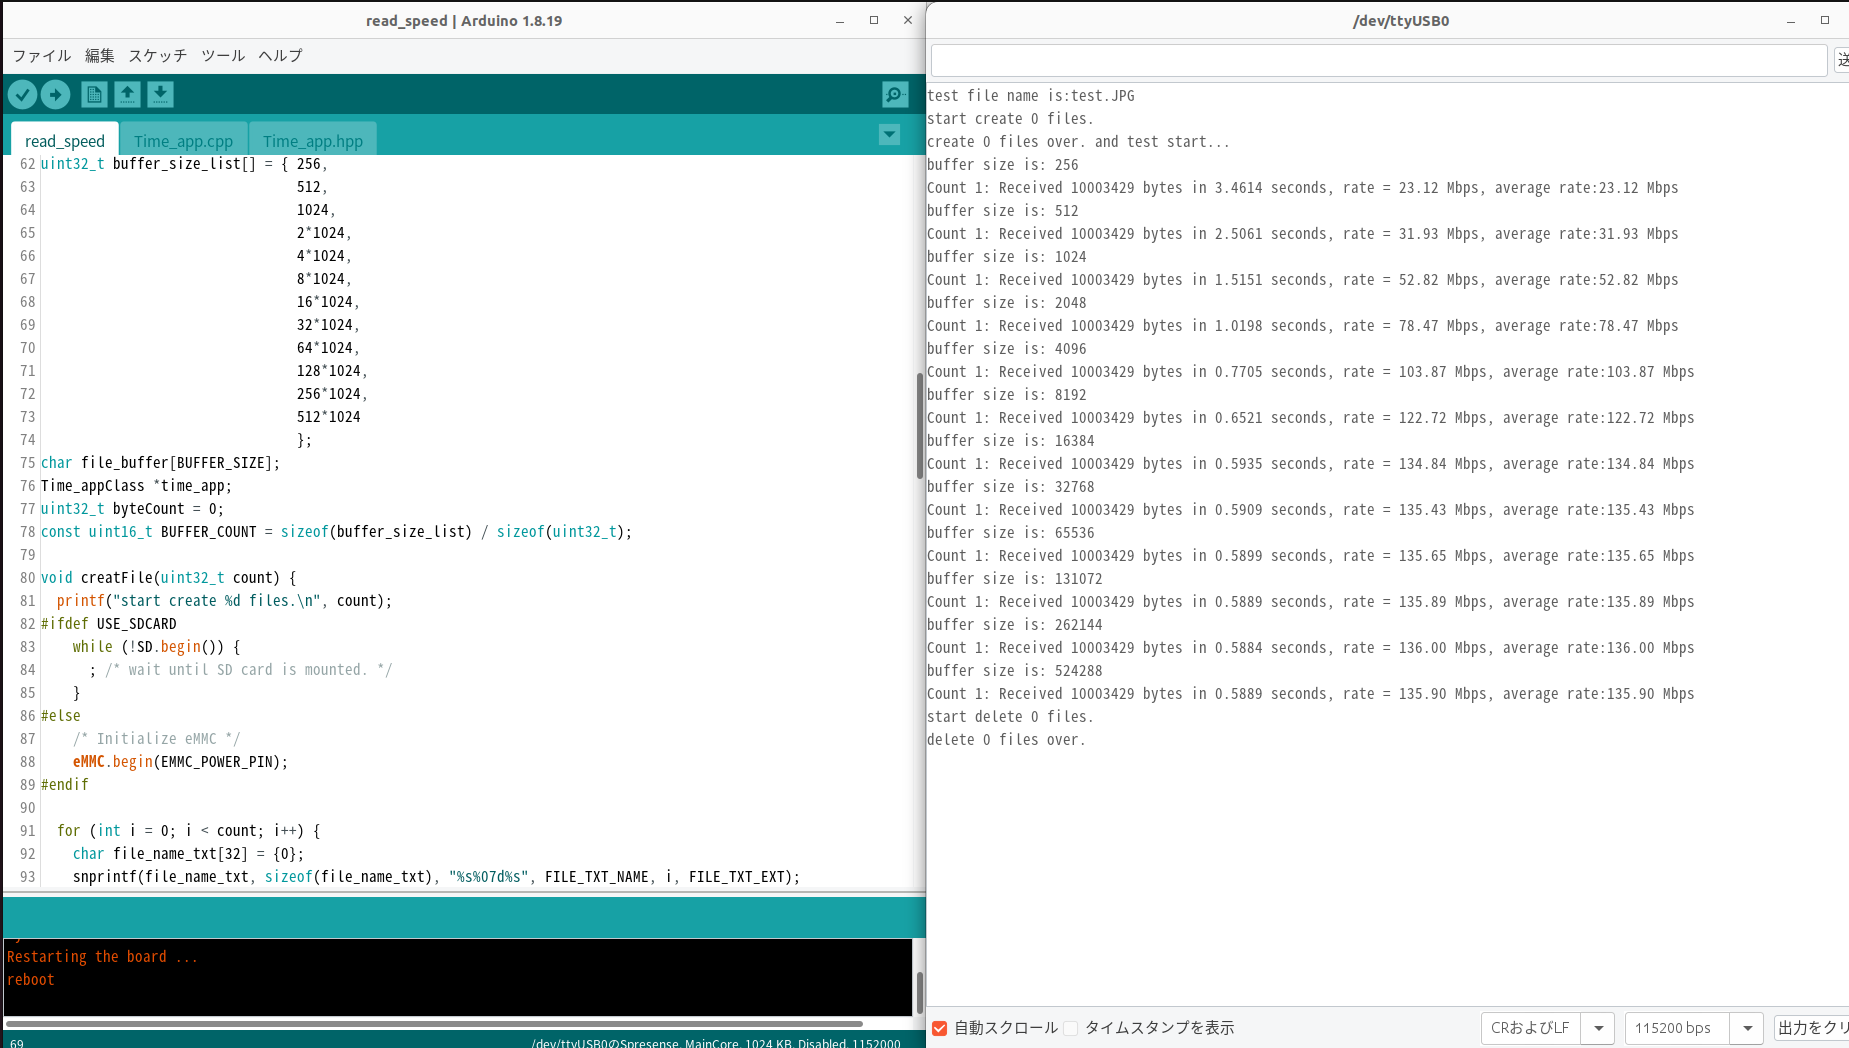 read_speed | Arduino 1.8.19
ファイル 編集 スケッチ ツール ヘルプ
read_speed Time_app.cpp Time_app.hpp
62 uint32_t buffer_size_list[] = { 256,
63 512,
64 1024,
65 2*1024,
66 4*1024,
67 8*1024,
68 16*1024,
69 32*1024,
70 64*1024,
71 128*1024,
72 256*1024,
73 512*1024
74 };
75 char file_buffer[BUFFER_SIZE];
76 Time_appClass *time_app;
77 uint32_t byteCount = 0;
78 const uint16_t BUFFER_COUNT = sizeof(buffer_size_list) / sizeof(uint32_t);
79
80 void creatFile(uint32_t count) {
81 printf("start create %d files.\n", count);
82 #ifdef USE_SDCARD
83 while (!SD.begin()) {
84 ; /* wait until SD card is mounted. */
85 }
86 #else
87 /* Initialize eMMC */
88 eMMC.begin(EMMC_POWER_PIN);
89 #endif
90
91 for (int i = 0; i < count; i++) {
92 char file_name_txt[32] = {0};
93 snprintf(file_name_txt, sizeof(file_name_txt), "%s%07d%s", FILE_TXT_NAME, i, FILE_TXT_EXT);
Restarting the board ...
reboot
69 /dev/ttyUSB0のSpresense, MainCore, 1024 KB, Disabled, 1152000
/dev/ttyUSB0
送
test file name is:test.JPG
start create 0 files.
create 0 files over. and test start...
buffer size is: 256
Count 1: Received 10003429 bytes in 3.4614 seconds, rate = 23.12 Mbps, average rate:23.12 Mbps
buffer size is: 512
Count 1: Received 10003429 bytes in 2.5061 seconds, rate = 31.93 Mbps, average rate:31.93 Mbps
buffer size is: 1024
Count 1: Received 10003429 bytes in 1.5151 seconds, rate = 52.82 Mbps, average rate:52.82 Mbps
buffer size is: 2048
Count 1: Received 10003429 bytes in 1.0198 seconds, rate = 78.47 Mbps, average rate:78.47 Mbps
buffer size is: 4096
Count 1: Received 10003429 bytes in 0.7705 seconds, rate = 103.87 Mbps, average rate:103.87 Mbps
buffer size is: 8192
Count 1: Received 10003429 bytes in 0.6521 seconds, rate = 122.72 Mbps, average rate:122.72 Mbps
buffer size is: 16384
Count 1: Received 10003429 bytes in 0.5935 seconds, rate = 134.84 Mbps, average rate:134.84 Mbps
buffer size is: 32768
Count 1: Received 10003429 bytes in 0.5909 seconds, rate = 135.43 Mbps, average rate:135.43 Mbps
buffer size is: 65536
Count 1: Received 10003429 bytes in 0.5899 seconds, rate = 135.65 Mbps, average rate:135.65 Mbps
buffer size is: 131072
Count 1: Received 10003429 bytes in 0.5889 seconds, rate = 135.89 Mbps, average rate:135.89 Mbps
buffer size is: 262144
Count 1: Received 10003429 bytes in 0.5884 seconds, rate = 136.00 Mbps, average rate:136.00 Mbps
buffer size is: 524288
Count 1: Received 10003429 bytes in 0.5889 seconds, rate = 135.90 Mbps, average rate:135.90 Mbps
start delete 0 files.
delete 0 files over.
自動スクロール タイムスタンプを表示 CRおよびLF 115200 bps 出力をクリ